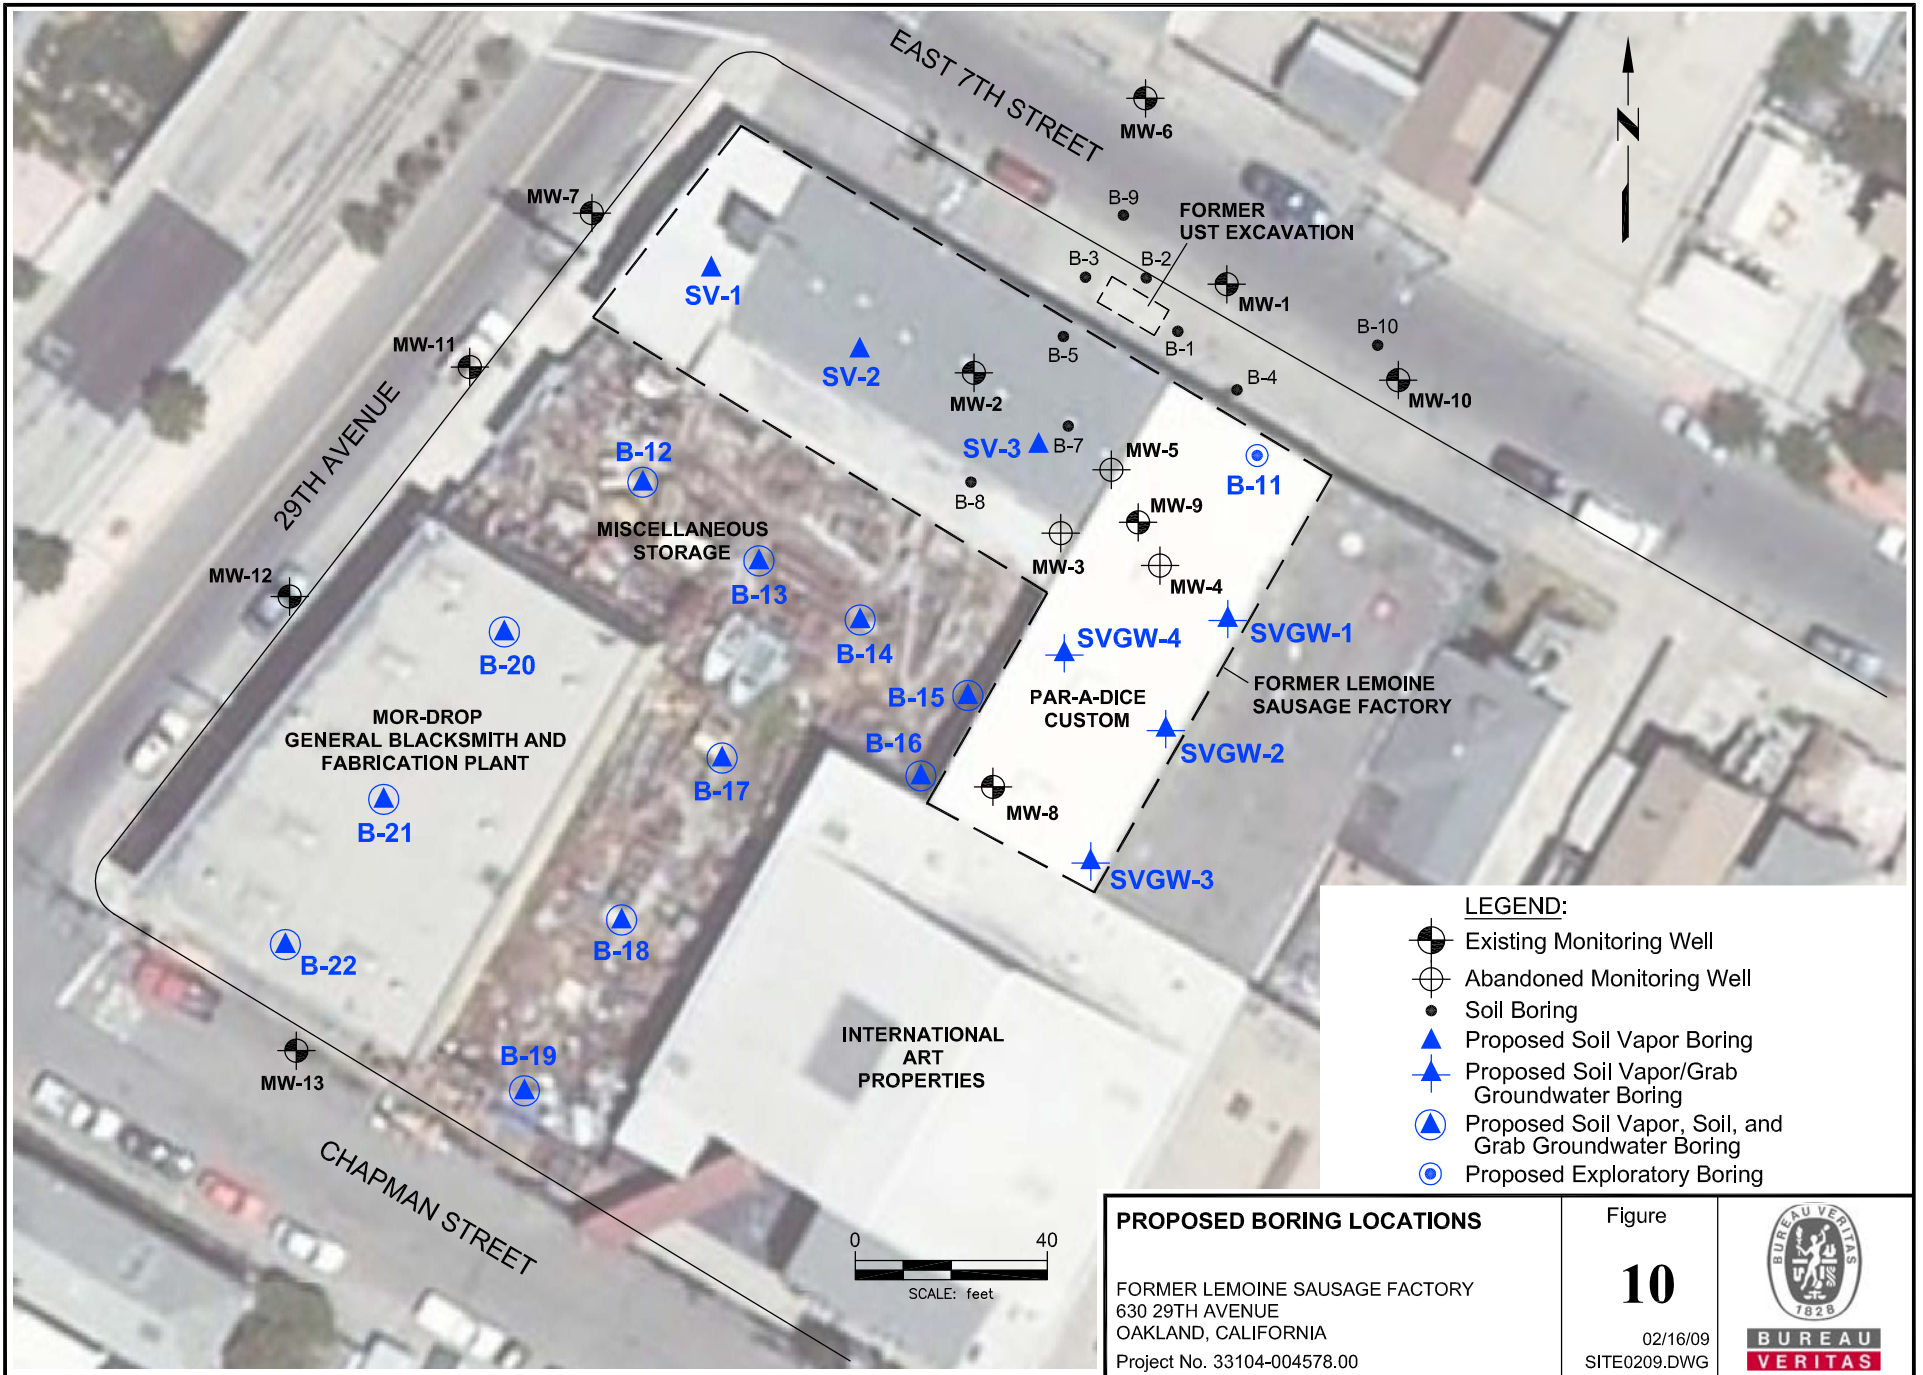 EAST 7TH STREET
MW-6
MW-7
B-9
FORMER
UST EXCAVATION
B-3
B-2
SV-1
MW-1
MW-11
B-10
B-5
B-1
SV-2
B-4
MW-2
MW-10
29TH AVENUE
SV-3
B-7
B-12
MW-5
B-8
B-11
MW-9
MISCELLANEOUS
STORAGE
MW-3
MW-12
B-13
MW-4
SVGW-4
SVGW-1
B-20
B-14
FORMER LEMOINE
SAUSAGE FACTORY
B-15
PAR-A-DICE
CUSTOM
MOR-DROP
GENERAL BLACKSMITH AND
FABRICATION PLANT
B-16
SVGW-2
B-17
MW-8
B-21
SVGW-3
B-18
B-22
INTERNATIONAL
ART
PROPERTIES
B-19
MW-13
CHAPMAN STREET
N
LEGEND:
Existing Monitoring Well
Abandoned Monitoring Well
Soil Boring
Proposed Soil Vapor Boring
Proposed Soil Vapor/Grab
Groundwater Boring
Proposed Soil Vapor, Soil, and
Grab Groundwater Boring
Proposed Exploratory Boring
0 40
SCALE: feet
PROPOSED BORING LOCATIONS
FORMER LEMOINE SAUSAGE FACTORY
630 29TH AVENUE
OAKLAND, CALIFORNIA
Project No. 33104-004578.00
Figure
10
02/16/09
SITE0209.DWG
BUREAU VERITAS
1828
BUREAU
VERITAS